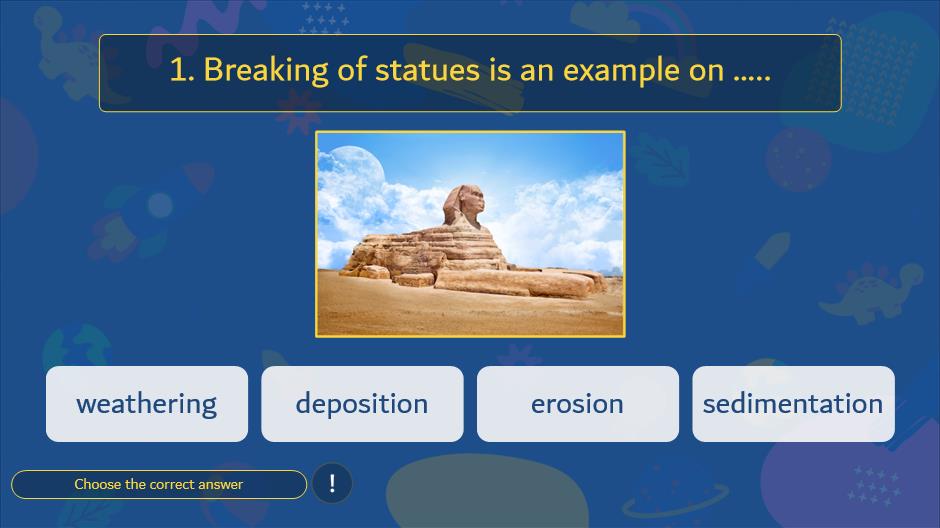 1. Breaking of statues is an example on .....
weathering
deposition
erosion
sedimentation
Choose the correct answer
!